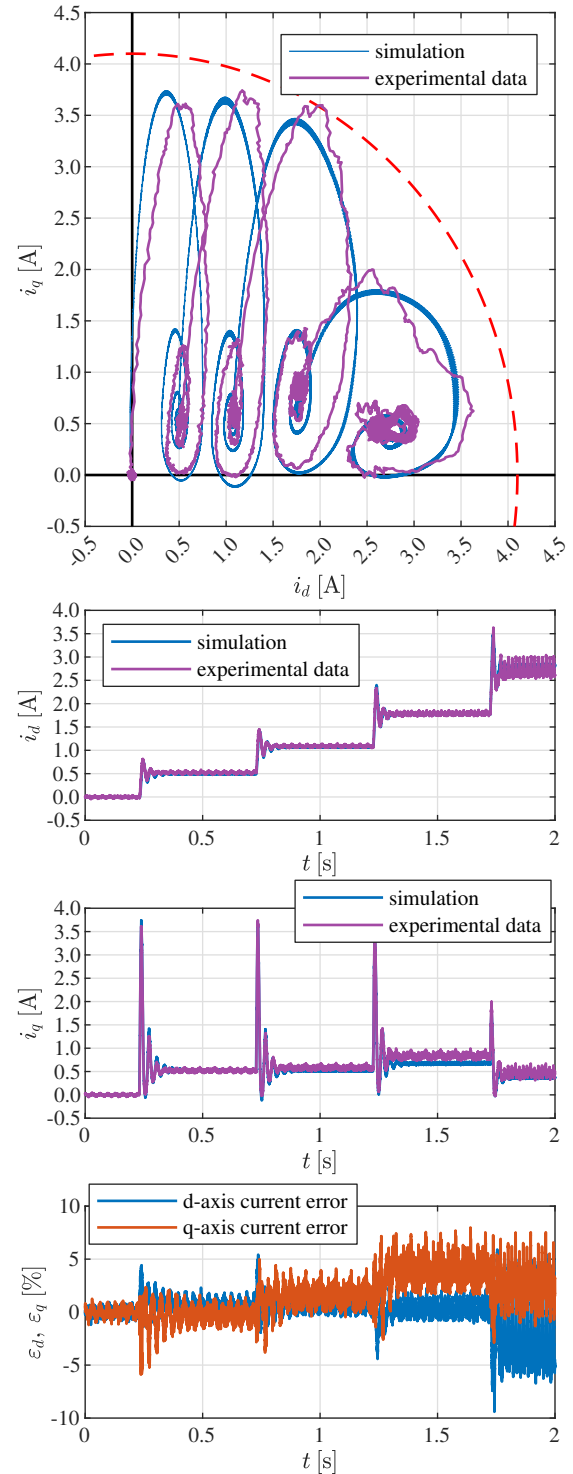 4.5
4.0
3.5
3.0
2.5
2.0
1.5
1.0
0.5
0.0
-0.5
i_q [A]
simulation
experimental data
-0.5 0.0 0.5 1.0 1.5 2.0 2.5 3.0 3.5 4.0 4.5
i_d [A]
4.0
3.5
3.0
2.5
2.0
1.5
1.0
0.5
0.0
-0.5
i_d [A]
simulation
experimental data
0 0.5 1 1.5 2
t [s]
4.0
3.5
3.0
2.5
2.0
1.5
1.0
0.5
0.0
-0.5
i_q [A]
simulation
experimental data
0 0.5 1 1.5 2
t [s]
d-axis current error
q-axis current error
10
5
0
-5
-10
ε_d, ε_q [%]
0 0.5 1 1.5 2
t [s]